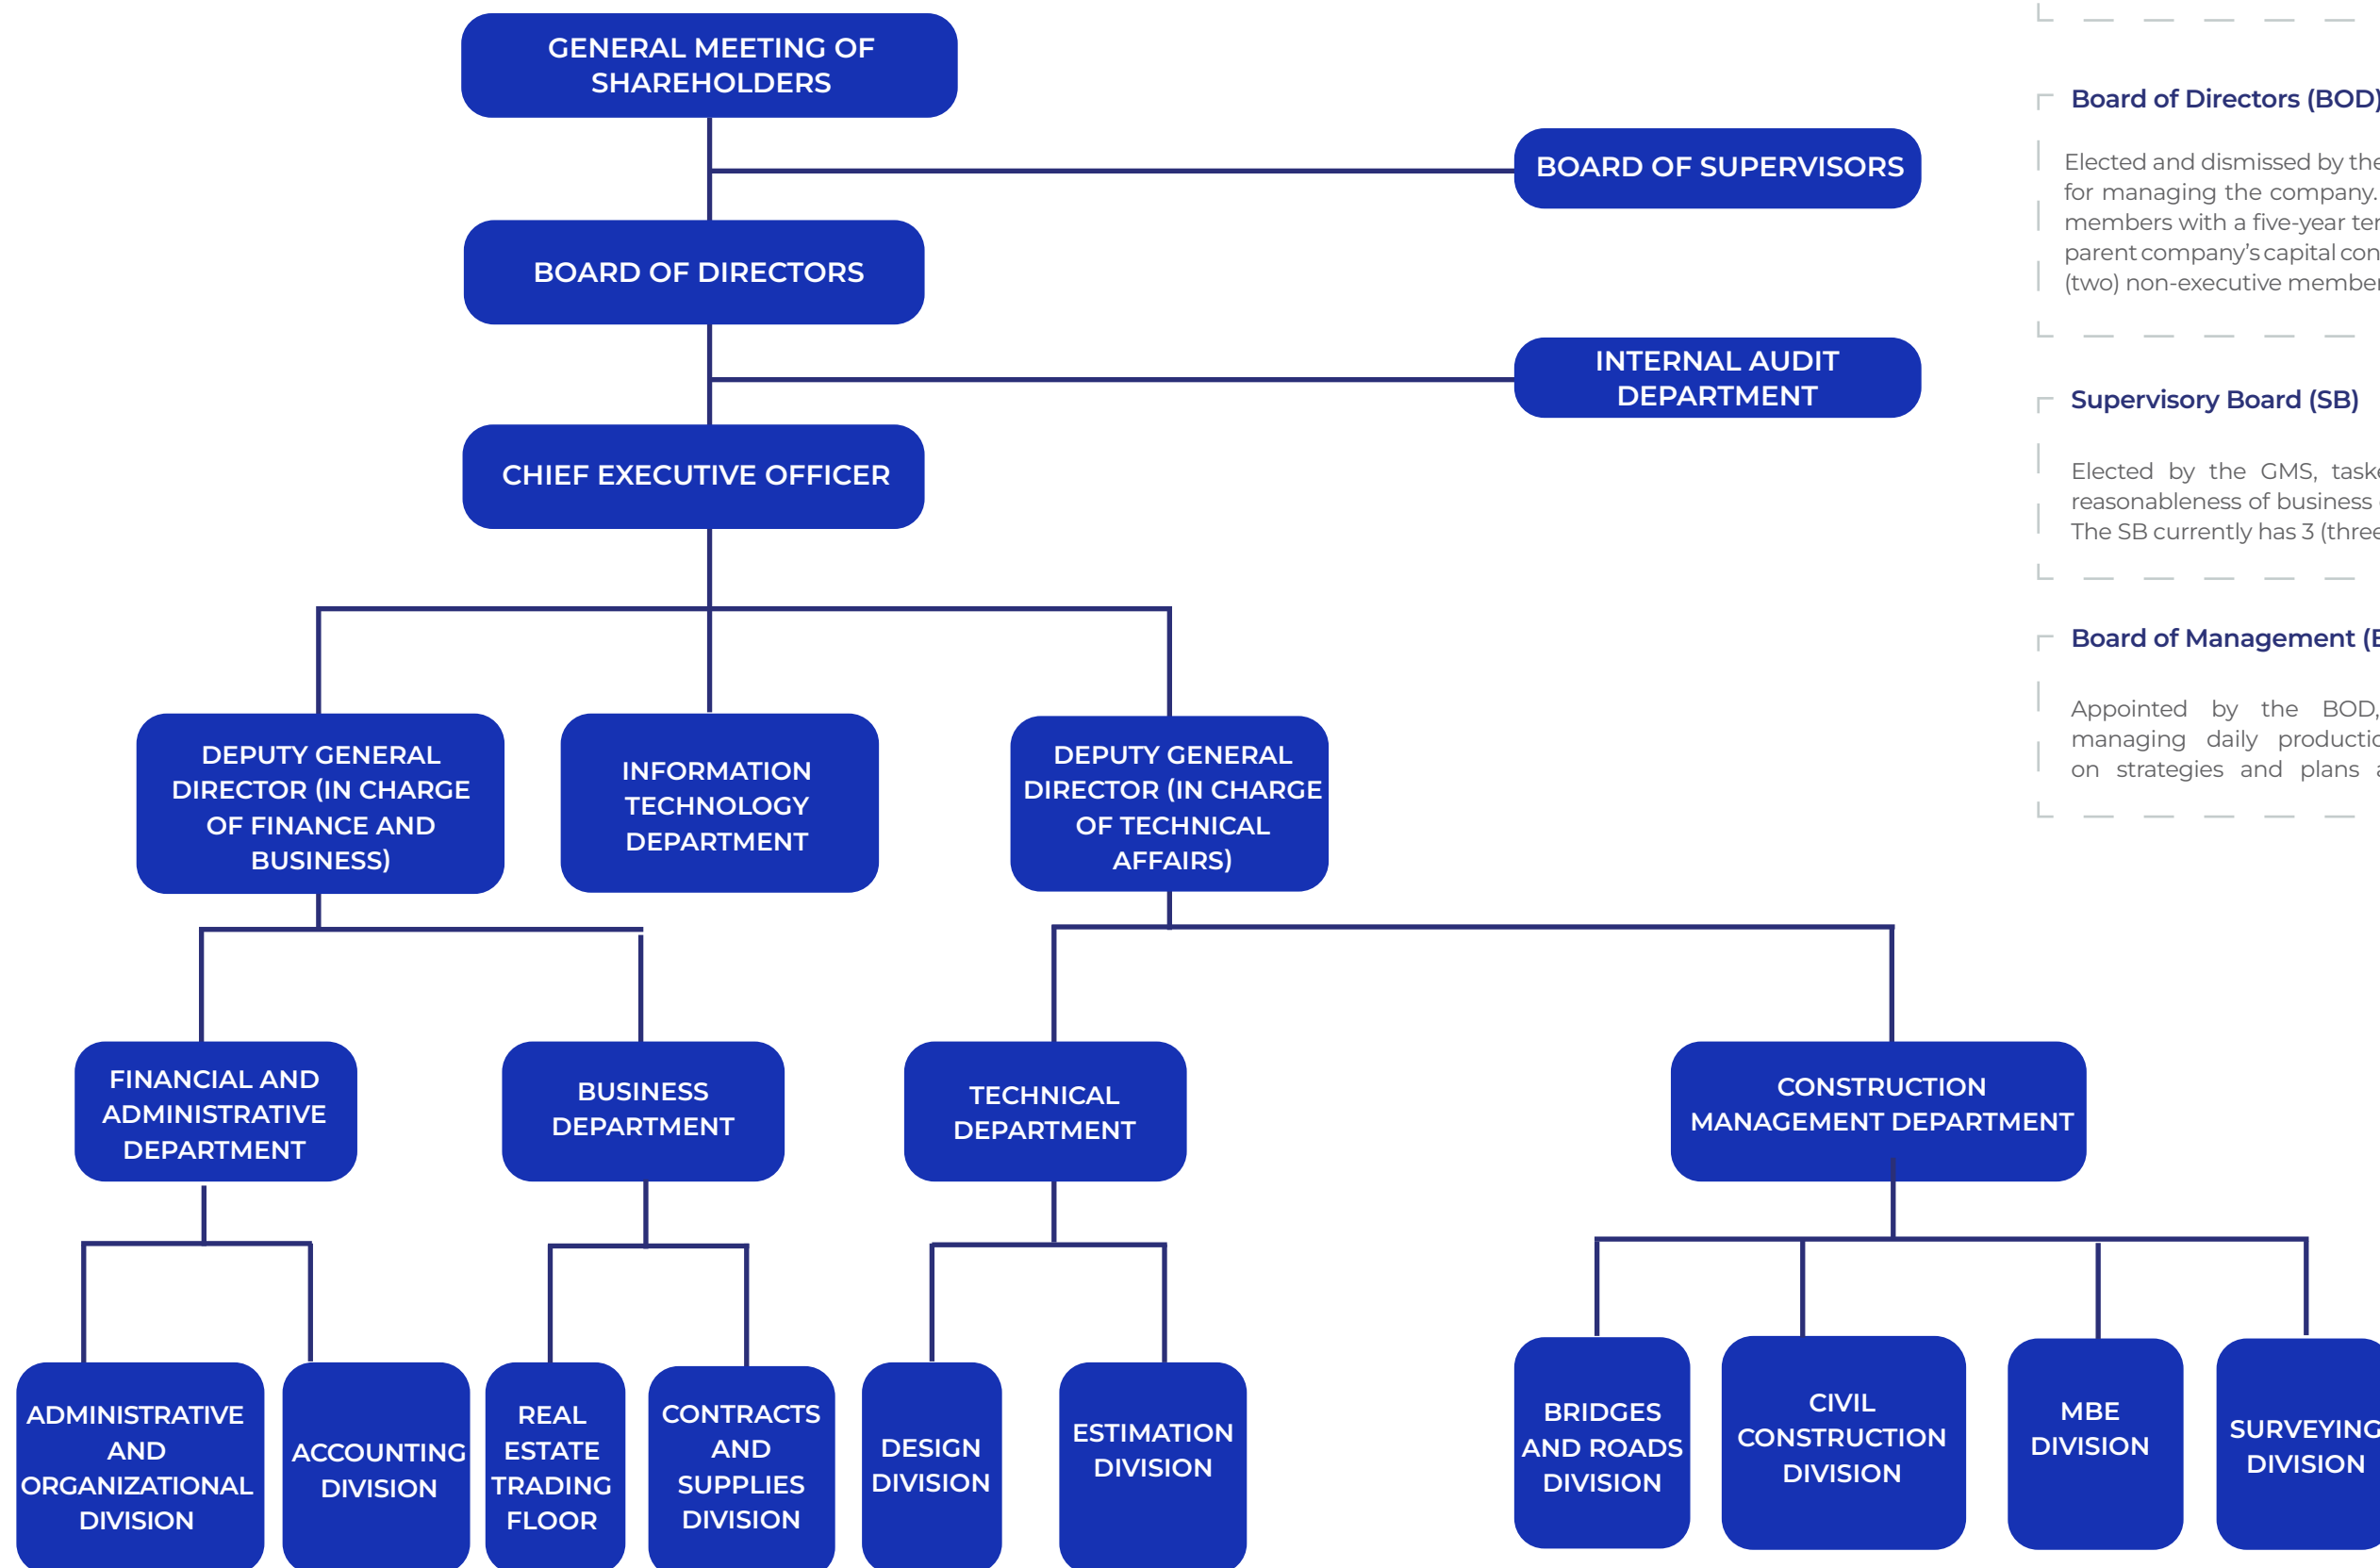 GENERAL MEETING OF
SHAREHOLDERS
BOARD OF SUPERVISORS
BOARD OF DIRECTORS
INTERNAL AUDIT
DEPARTMENT
CHIEF EXECUTIVE OFFICER
DEPUTY GENERAL
DIRECTOR (IN CHARGE
OF FINANCE AND
BUSINESS)
INFORMATION
TECHNOLOGY
DEPARTMENT
DEPUTY GENERAL
DIRECTOR (IN CHARGE
OF TECHNICAL
AFFAIRS)
FINANCIAL AND
ADMINISTRATIVE
DEPARTMENT
BUSINESS
DEPARTMENT
TECHNICAL
DEPARTMENT
CONSTRUCTION
MANAGEMENT DEPARTMENT
ADMINISTRATIVE
AND
ORGANIZATIONAL
DIVISION
ACCOUNTING
DIVISION
REAL
ESTATE
TRADING
FLOOR
CONTRACTS
AND
SUPPLIES
DIVISION
DESIGN
DIVISION
ESTIMATION
DIVISION
BRIDGES
AND ROADS
DIVISION
CIVIL
CONSTRUCTION
DIVISION
MBE
DIVISION
SURVEYING
DIVISION
Board of Directors (BOD)
Elected and dismissed by the
for managing the company.
members with a five-year
parent company's capital
(two) non-executive
Supervisory Board (SB)
Elected by the GMS,
reasonableness of business
The SB currently has 3 (three
Board of Management
Appointed by the BOD,
managing daily
on strategies and plans